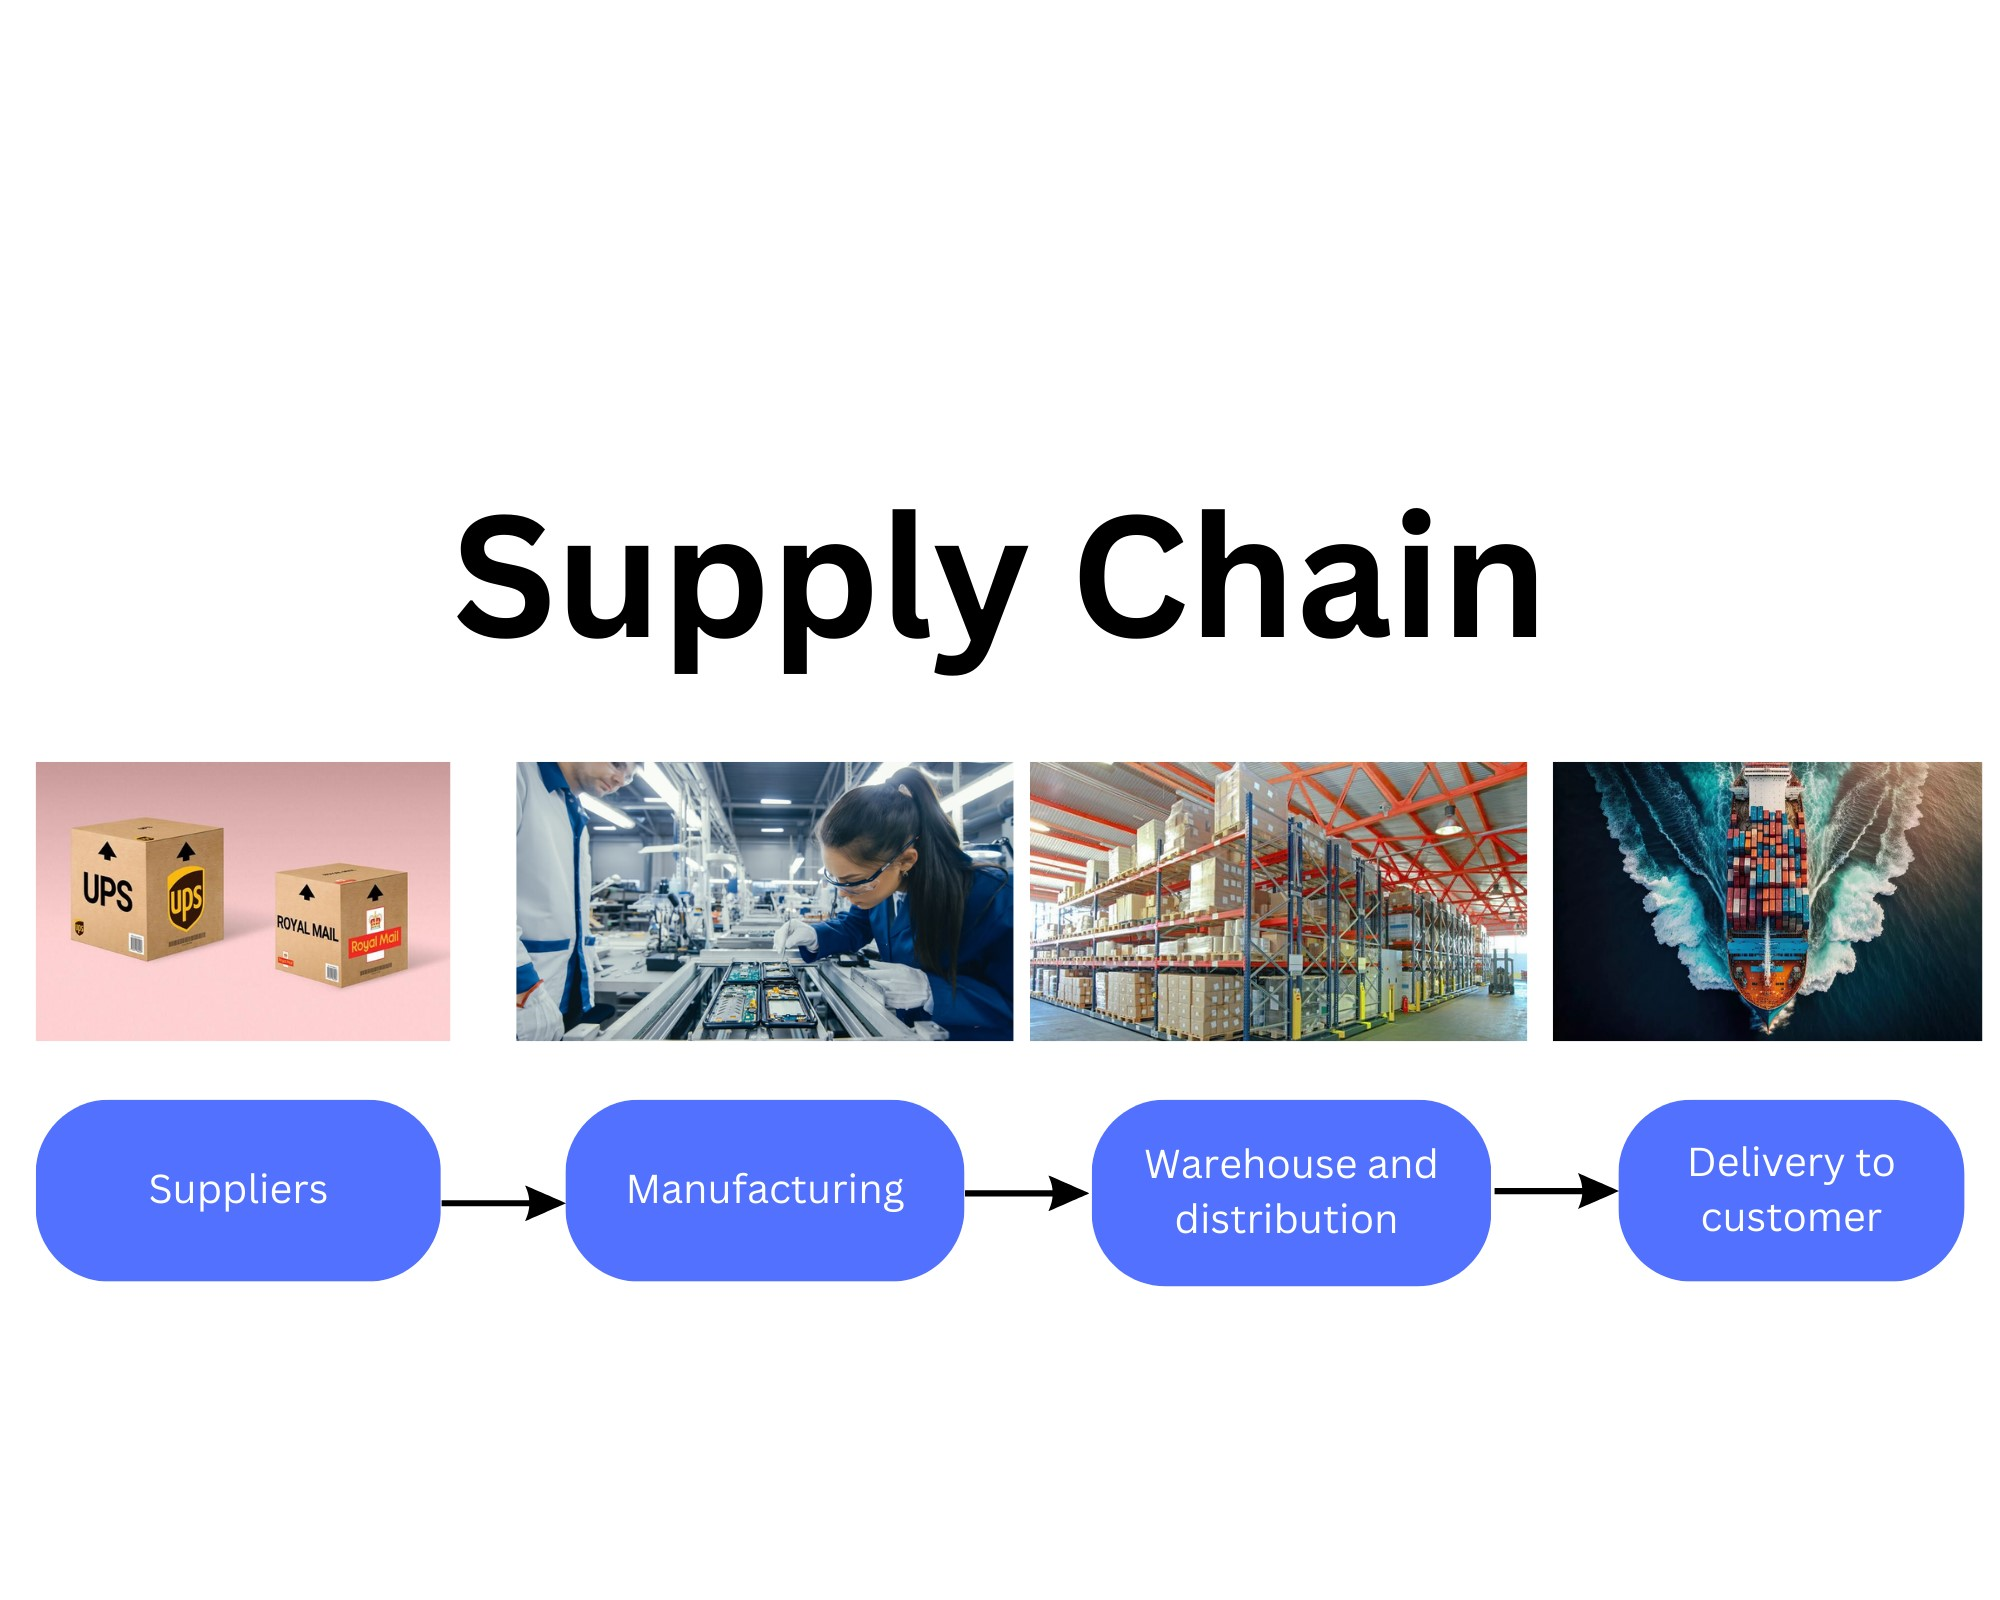 Supply Chain
UPS
ups
ROYAL MAIL
Royal Mail
Suppliers
Manufacturing
Warehouse and
distribution
Delivery to
customer